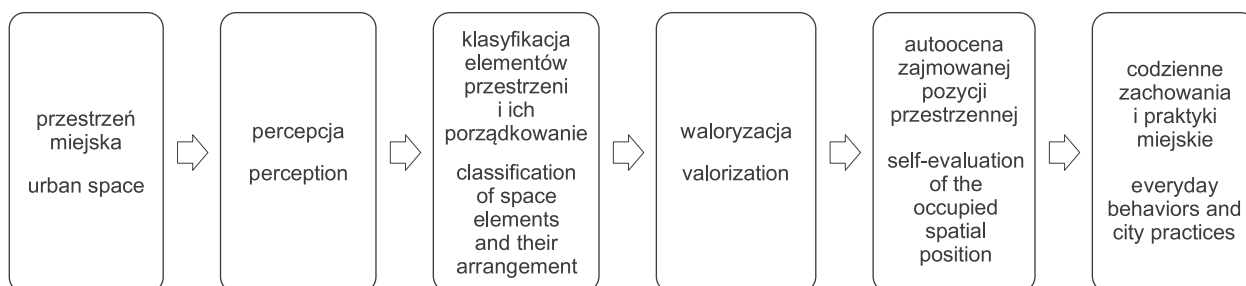 przestrzeń
miejska
urban space
percepcja
perception
klasyfikacja
elementów
przestrzeni
i ich
porządkowanie
classification
of space
elements
and their
arrangement
waloryzacja
valorization
autoocena
zajmowanej
pozycji
przestrzennej
self-evaluation
of the
occupied
spatial
position
codzienne
zachowania
i praktyki
miejskie
everyday
behaviors and
city practices